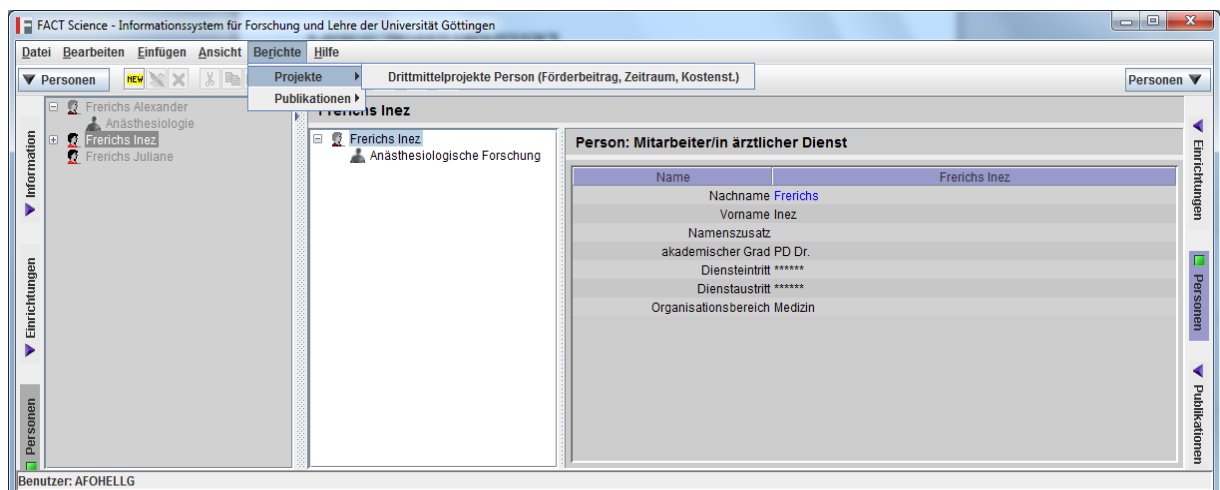 FACT Science - Informationssystem für Forschung und Lehre der Universität Göttingen
Datei Bearbeiten Einfügen Ansicht Berichte Hilfe
Personen NEW Personen
Projekte Drittmittelprojekte Person (Förderbeitrag, Zeitraum, Kostenst.)
Publikationen
Frerichs Alexander
Anästhesiologie
Frerichs Inez
Frerichs Juliane
Frerichs Inez
Frerichs Inez
Anästhesiologische Forschung
Person: Mitarbeiter/in ärztlicher Dienst
Name Frerichs Inez
Nachname Frerichs
Vorname Inez
Namenszusatz
akademischer Grad PD Dr.
Diensteintritt ******
Dienstaustritt ******
Organisationsbereich Medizin
Information
Einrichtungen
Personen
Einrichtungen
Personen
Publikationen
Benutzer: AFOHELLG